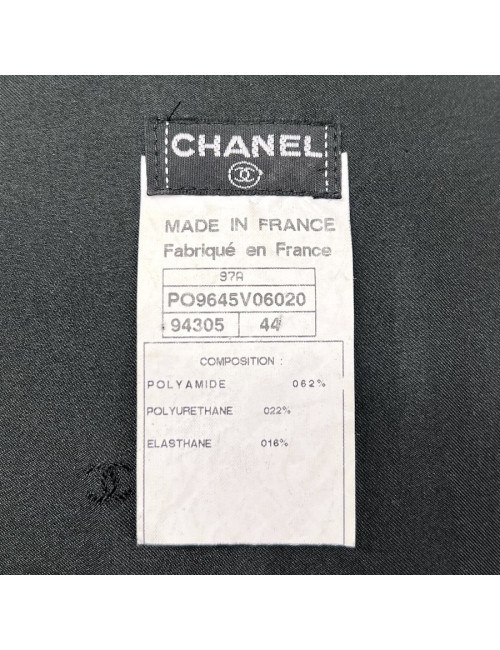 CHANEL
MADE IN FRANCE
Fabriqué en France
97A
PO9645V06020
94305 44
COMPOSITION :
POLYAMIDE 062%
POLYURETHANE 022%
ELASTHANE 016%